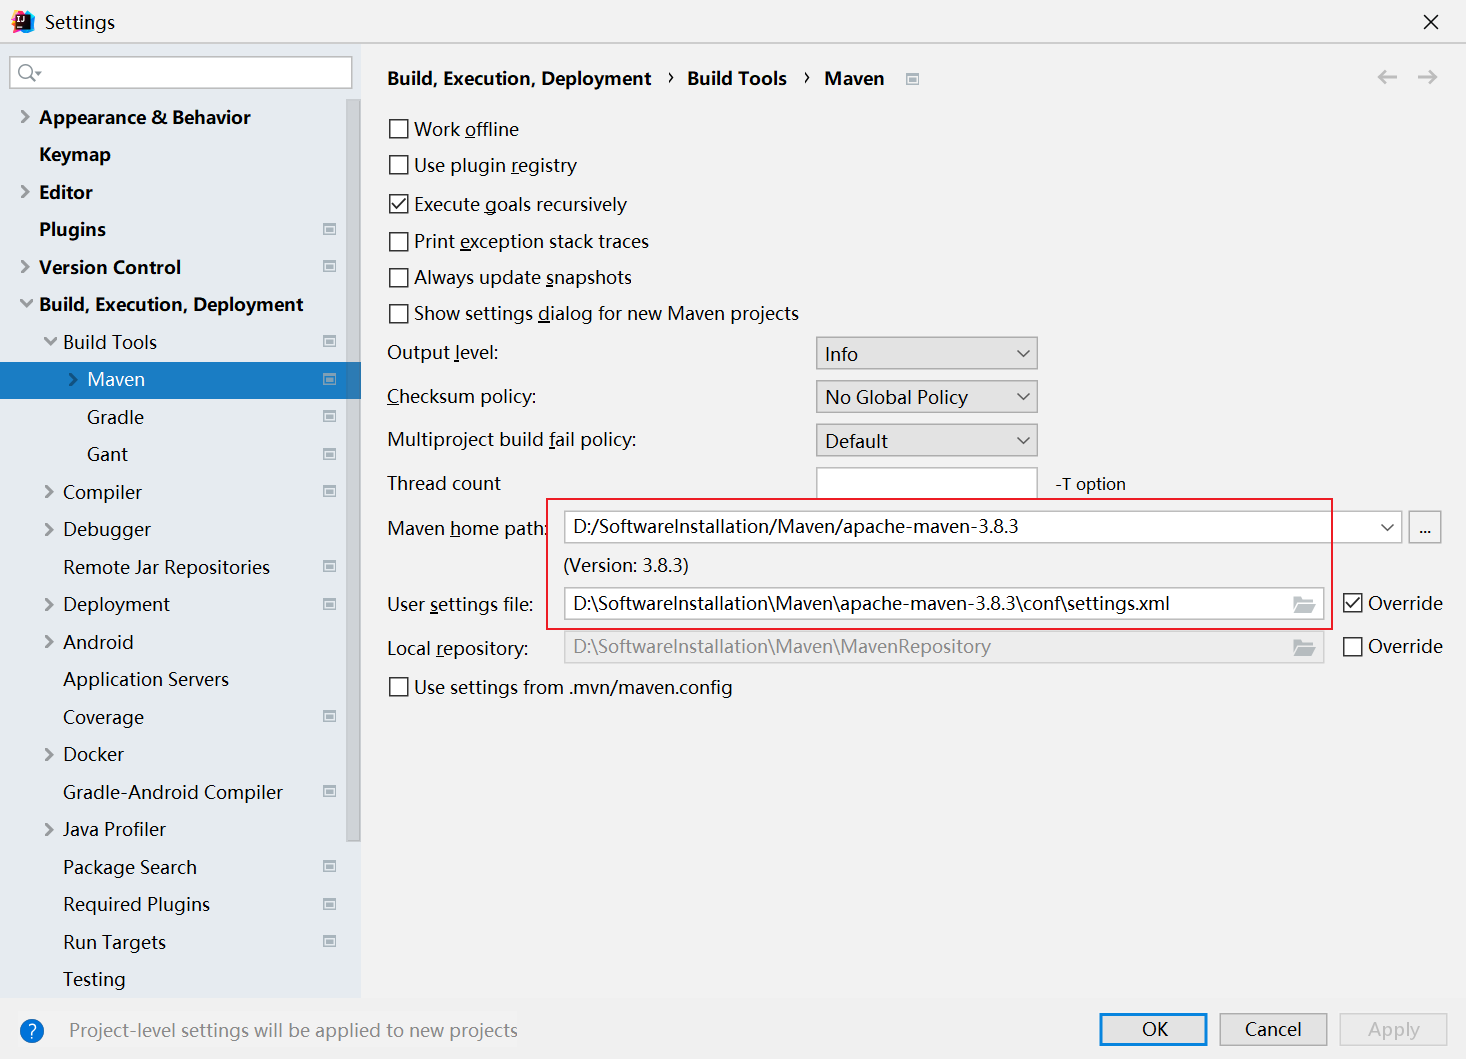 Settings
Appearance & Behavior
Keymap
Editor
Plugins
Version Control
Build, Execution, Deployment
Build Tools
Maven
Gradle
Gant
Compiler
Debugger
Remote Jar Repositories
Deployment
Android
Application Servers
Coverage
Docker
Gradle-Android Compiler
Java Profiler
Package Search
Required Plugins
Run Targets
Testing
Build, Execution, Deployment › Build Tools › Maven
Work offline
Use plugin registry
Execute goals recursively
Print exception stack traces
Always update snapshots
Show settings dialog for new Maven projects
Output level: Info
Checksum policy: No Global Policy
Multiproject build fail policy: Default
Thread count -T option
Maven home path: D:/SoftwareInstallation/Maven/apache-maven-3.8.3 ...
(Version: 3.8.3)
User settings file: D:\SoftwareInstallation\Maven\apache-maven-3.8.3\conf\settings.xml Override
Local repository: D:\SoftwareInstallation\Maven\MavenRepository Override
Use settings from .mvn/maven.config
? Project-level settings will be applied to new projects
OK Cancel Apply